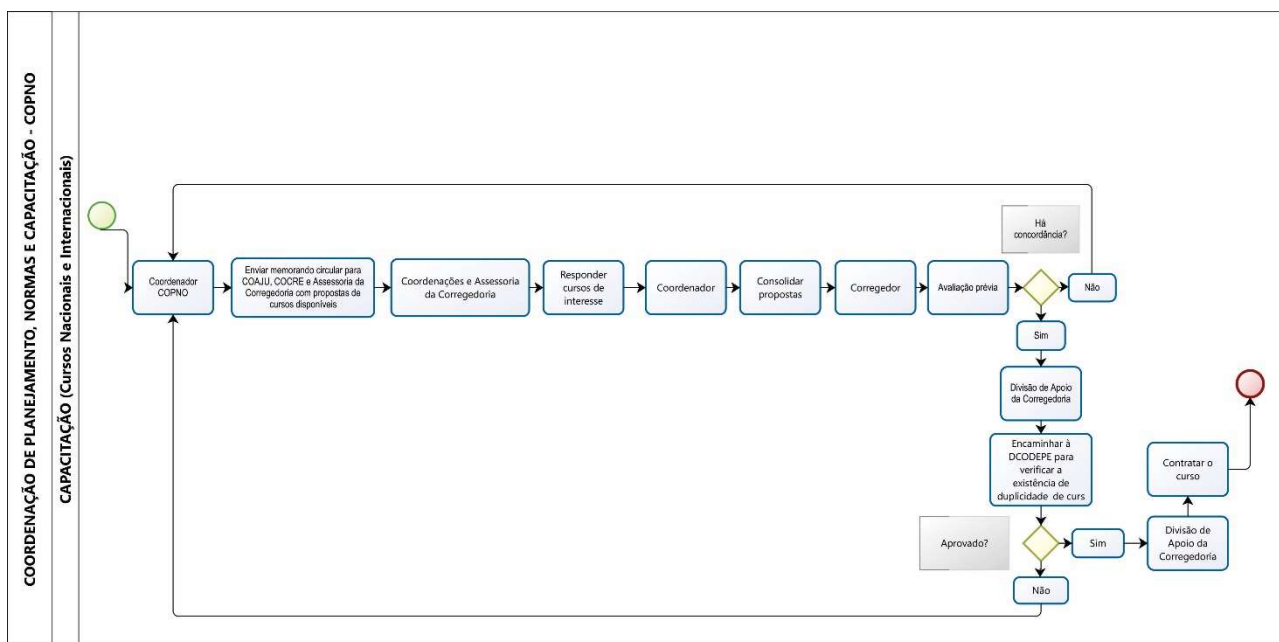 COORDENAÇÃO DE PLANEJAMENTO, NORMAS E CAPACITAÇÃO - COPNO
CAPACITAÇÃO (Cursos Nacionais e Internacionais)
Coordenador
COPNO
Enviar memorando circular para
COAJU, COCRE e Assessoria da
Corregedoria com propostas de
cursos disponíveis
Coordenações e Assessoria
da Corregedoria
Responder
cursos de
interesse
Coordenador
Consolidar
propostas
Corregedor
Avaliação prévia
Há
concordância?
Não
Sim
Divisão de Apoio
da Corregedoria
Encaminhar à
DCODEPE para
verificar a
existência de
duplicidade de curs
Aprovado?
Sim
Não
Divisão de
Apoio da
Corregedoria
Contratar o
curso